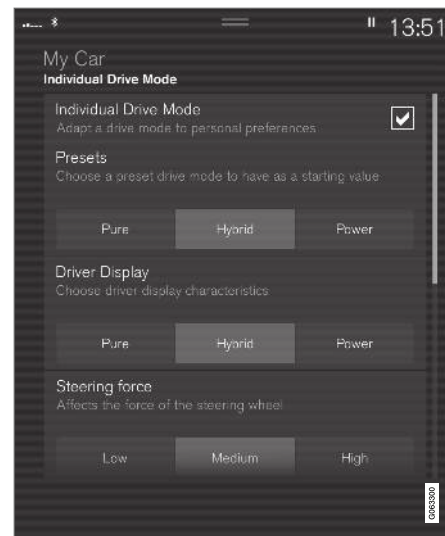 13:51
My Car
Individual Drive Mode
Individual Drive Mode
Adapt a drive mode to personal preferences
Presets
Choose a preset drive mode to have as a starting value
Pure Hybrid Power
Driver Display
Choose driver display characteristics
Pure Hybrid Power
Steering force
Affects the force of the steering wheel
Low Medium High
G063300